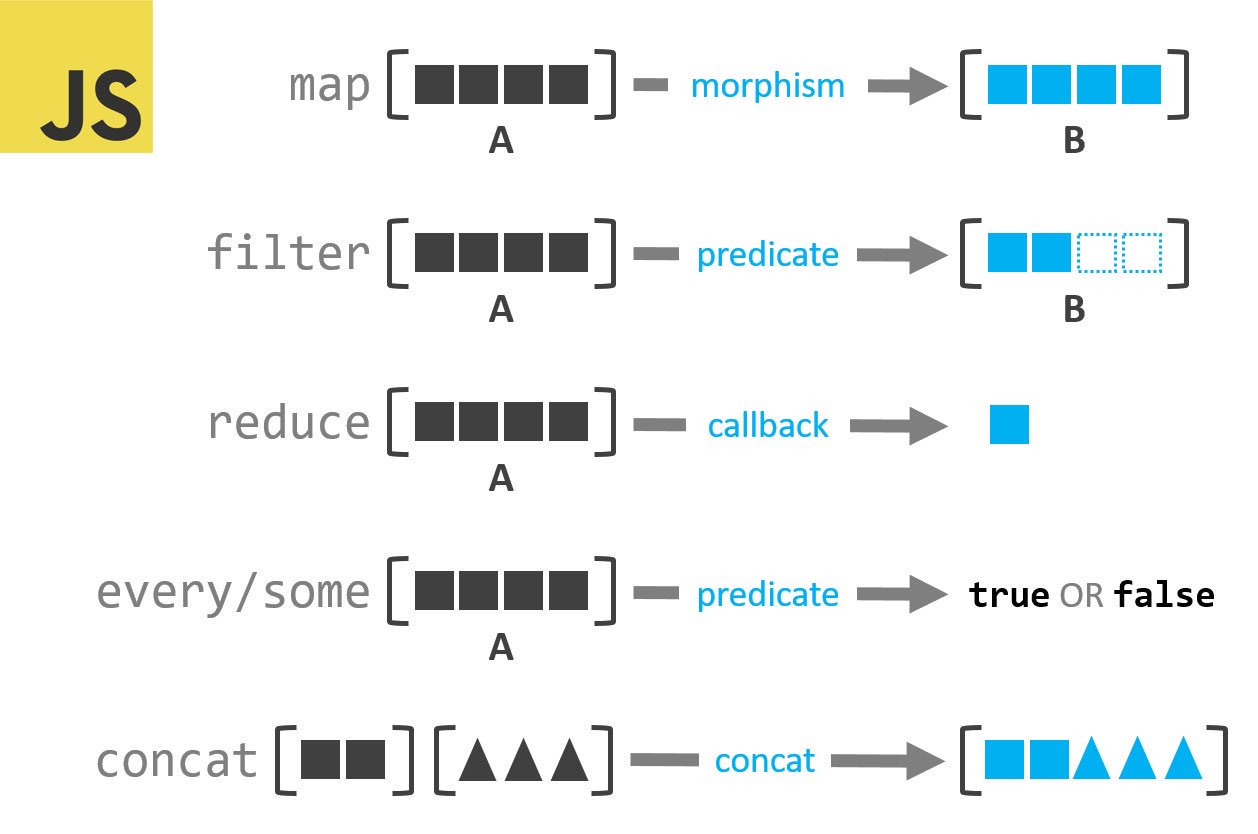 JS
map [ ] morphism [ ]
A B
filter [ ] predicate [ ]
A B
reduce [ ] callback
A
every/some [ ] predicate true OR false
A
concat [ ] [ ] concat [ ]